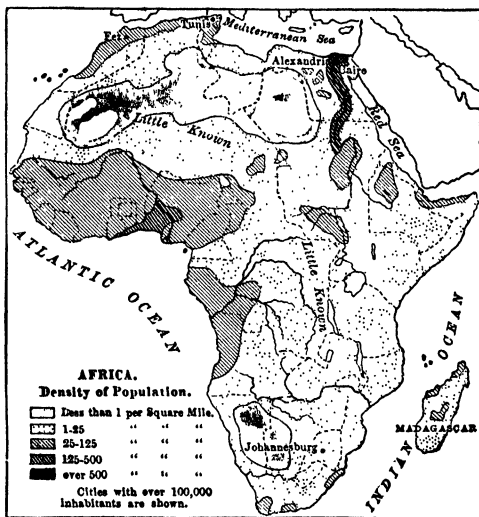 Mediterranean Sea
Fez
Tunis
Alexandria
Cairo
Little Known
Red Sea
ATLANTIC OCEAN
Little Known
INDIAN OCEAN
MADAGASCAR
Johannesburg
AFRICA.
Density of Population.
Less than 1 per Square Mile.
1-25 " " " "
25-125 " " " "
125-500 " " " "
over 500 " " " "
Cities with over 100,000
inhabitants are shown.